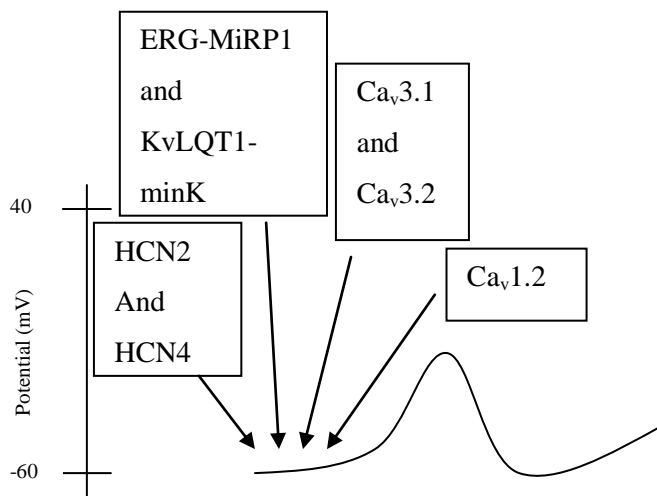 ERG-MiRP1
and
KvLQT1-
minK
Caᵥ3.1
and
Caᵥ3.2
40
HCN2
And
HCN4
Caᵥ1.2
Potential (mV)
-60